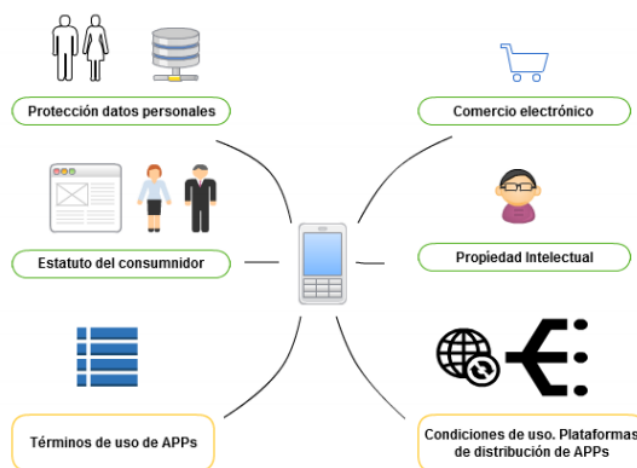 Protección datos personales
Comercio electrónico
Estatuto del consumnidor
Propiedad Intelectual
Términos de uso de APPs
Condiciones de uso. Plataformas
de distribución de APPs